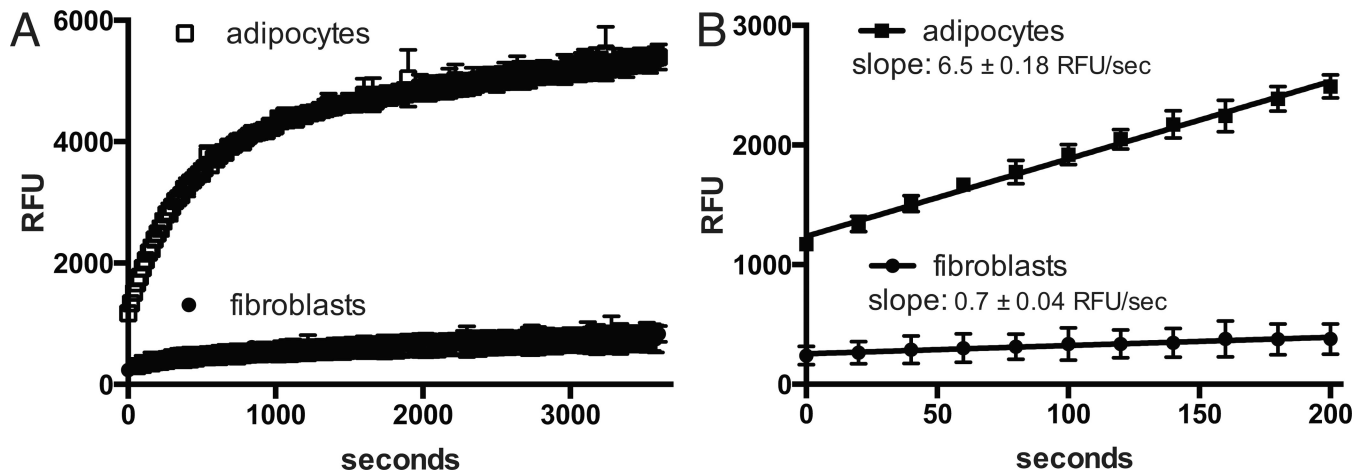 A
6000
adipocytes
4000
RFU
2000
fibroblasts
0
0 1000 2000 3000
seconds
B
3000
adipocytes
slope: 6.5 ± 0.18 RFU/sec
2000
RFU
fibroblasts
1000
slope: 0.7 ± 0.04 RFU/sec
0
0 50 100 150 200
seconds